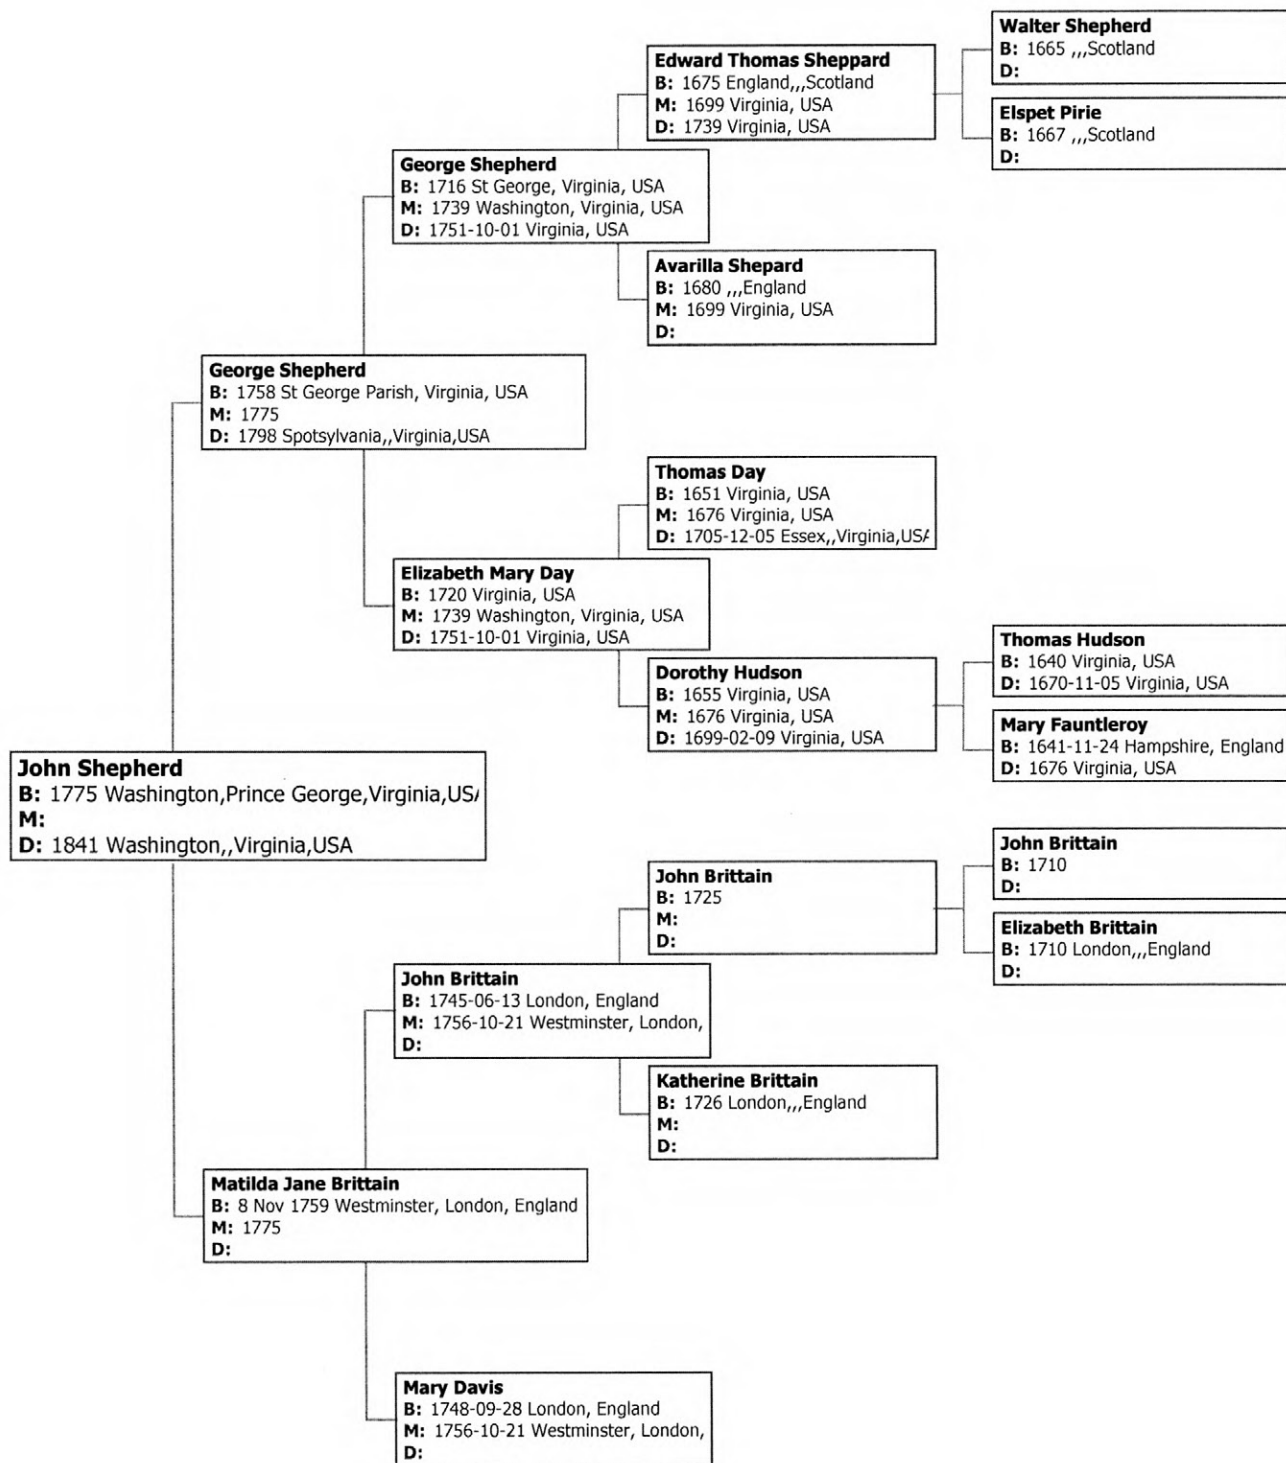 Walter Shepherd
B: 1665 ,,,Scotland
D:
Edward Thomas Sheppard
B: 1675 England,,,Scotland
M: 1699 Virginia, USA
D: 1739 Virginia, USA
Elspet Pirie
B: 1667 ,,,Scotland
D:
George Shepherd
B: 1716 St George, Virginia, USA
M: 1739 Washington, Virginia, USA
D: 1751-10-01 Virginia, USA
Avarilla Shepard
B: 1680 ,,,England
M: 1699 Virginia, USA
D:
George Shepherd
B: 1758 St George Parish, Virginia, USA
M: 1775
D: 1798 Spotsylvania,,Virginia,USA
Thomas Day
B: 1651 Virginia, USA
M: 1676 Virginia, USA
D: 1705-12-05 Essex,,Virginia,USA
Elizabeth Mary Day
B: 1720 Virginia, USA
M: 1739 Washington, Virginia, USA
D: 1751-10-01 Virginia, USA
Thomas Hudson
B: 1640 Virginia, USA
D: 1670-11-05 Virginia, USA
Dorothy Hudson
B: 1655 Virginia, USA
M: 1676 Virginia, USA
D: 1699-02-09 Virginia, USA
Mary Fauntleroy
B: 1641-11-24 Hampshire, England
D: 1676 Virginia, USA
John Shepherd
B: 1775 Washington,Prince George,Virginia,USA
M:
D: 1841 Washington,,Virginia,USA
John Brittain
B: 1710
D:
John Brittain
B: 1725
M:
D:
Elizabeth Brittain
B: 1710 London,,,England
D:
John Brittain
B: 1745-06-13 London, England
M: 1756-10-21 Westminster, London,
D:
Katherine Brittain
B: 1726 London,,,England
M:
D:
Matilda Jane Brittain
B: 8 Nov 1759 Westminster, London, England
M: 1775
D:
Mary Davis
B: 1748-09-28 London, England
M: 1756-10-21 Westminster, London,
D: